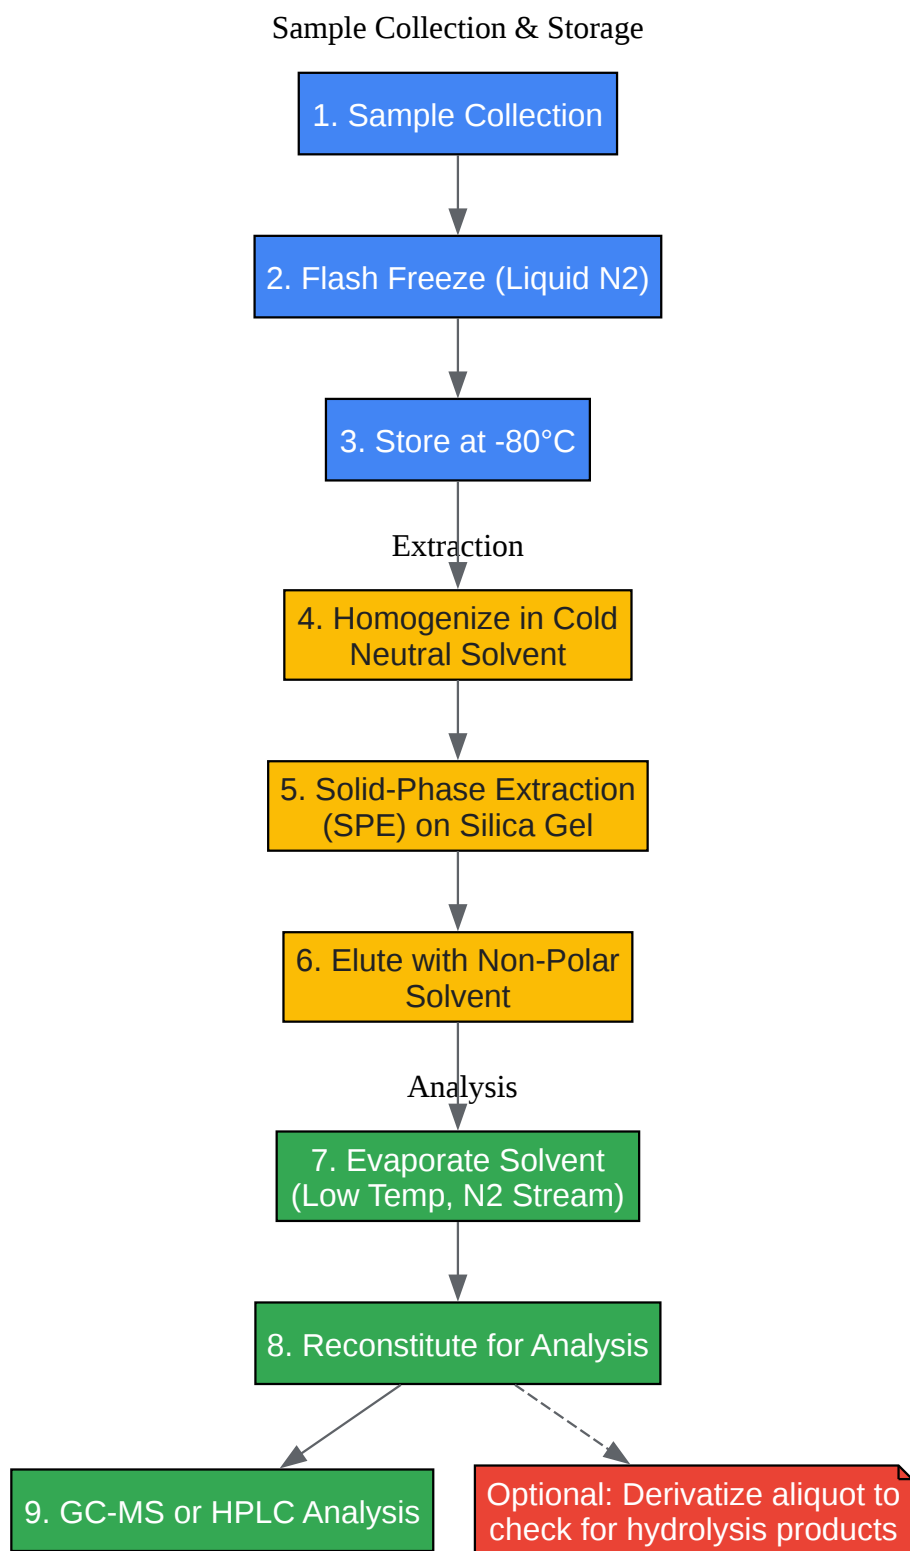 Sample Collection & Storage
1. Sample Collection
2. Flash Freeze (Liquid N2)
3. Store at -80°C
Extraction
4. Homogenize in Cold
Neutral Solvent
5. Solid-Phase Extraction
(SPE) on Silica Gel
6. Elute with Non-Polar
Solvent
Analysis
7. Evaporate Solvent
(Low Temp, N2 Stream)
8. Reconstitute for Analysis
9. GC-MS or HPLC Analysis
Optional: Derivatize aliquot to
check for hydrolysis products